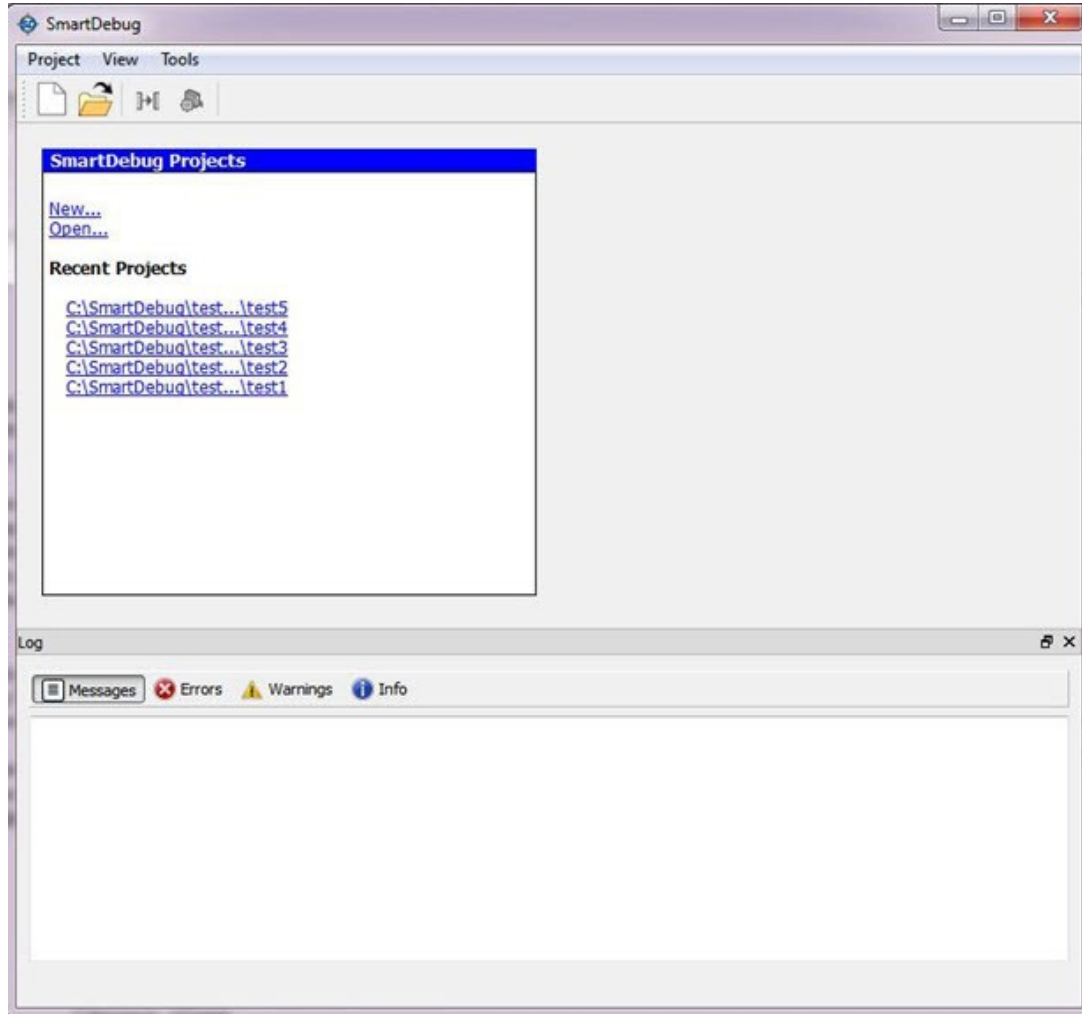 SmartDebug
Project View Tools
SmartDebug Projects
New...
Open...
Recent Projects
C:\SmartDebug\test...\test5
C:\SmartDebug\test...\test4
C:\SmartDebug\test...\test3
C:\SmartDebug\test...\test2
C:\SmartDebug\test...\test1
Log
Messages Errors Warnings Info